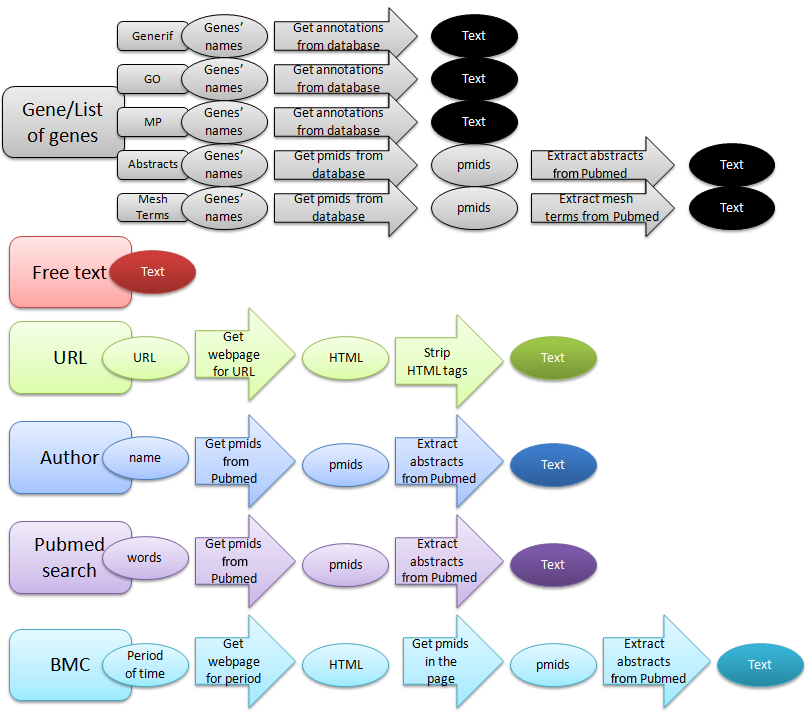 Gene/List
of genes
Generif
Genes'
names
Get annotations
from database
Text
GO
Genes'
names
Get annotations
from database
Text
MP
Genes'
names
Get annotations
from database
Text
Abstracts
Genes'
names
Get pmids from
database
pmids
Extract abstracts
from Pubmed
Text
Mesh
Terms
Genes'
names
Get pmids from
database
pmids
Extract mesh
terms from Pubmed
Text
Free text
Text
URL
URL
Get
webpage
for URL
HTML
Strip
HTML tags
Text
Author
name
Get pmids
from
Pubmed
pmids
Extract
abstracts
from Pubmed
Text
Pubmed
search
words
Get pmids
from
Pubmed
pmids
Extract
abstracts
from Pubmed
Text
BMC
Period
of time
Get
webpage
for period
HTML
Get pmids
in the
page
pmids
Extract
abstracts
from Pubmed
Text